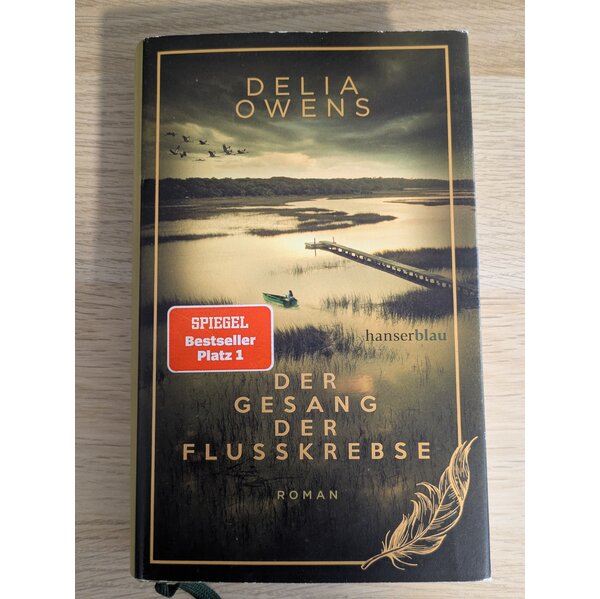 DELIA
OWENS
SPIEGEL
Bestseller
Platz 1
hanserblau
DER
GESANG
DER
FLUSSKREBSE
ROMAN